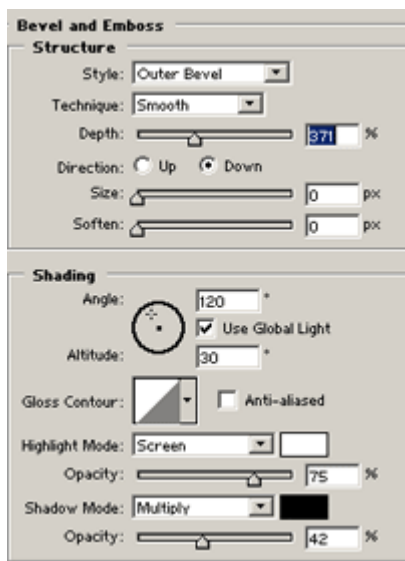 Bevel and Emboss
Structure
Style: Outer Bevel
Technique: Smooth
Depth: 371 %
Direction: Up Down
Size: 0 px
Soften: 0 px
Shading
Angle: 120 °
Use Global Light
Altitude: 30 °
Gloss Contour: Anti-aliased
Highlight Mode: Screen
Opacity: 75 %
Shadow Mode: Multiply
Opacity: 42 %